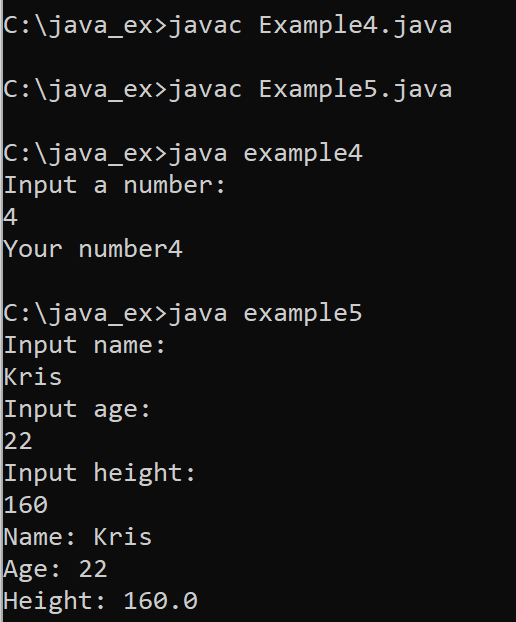 C:\java_ex>javac Example4.java
C:\java_ex>javac Example5.java
C:\java_ex>java example4
Input a number:
4
Your number4
C:\java_ex>java example5
Input name:
Kris
Input age:
22
Input height:
160
Name: Kris
Age: 22
Height: 160.0